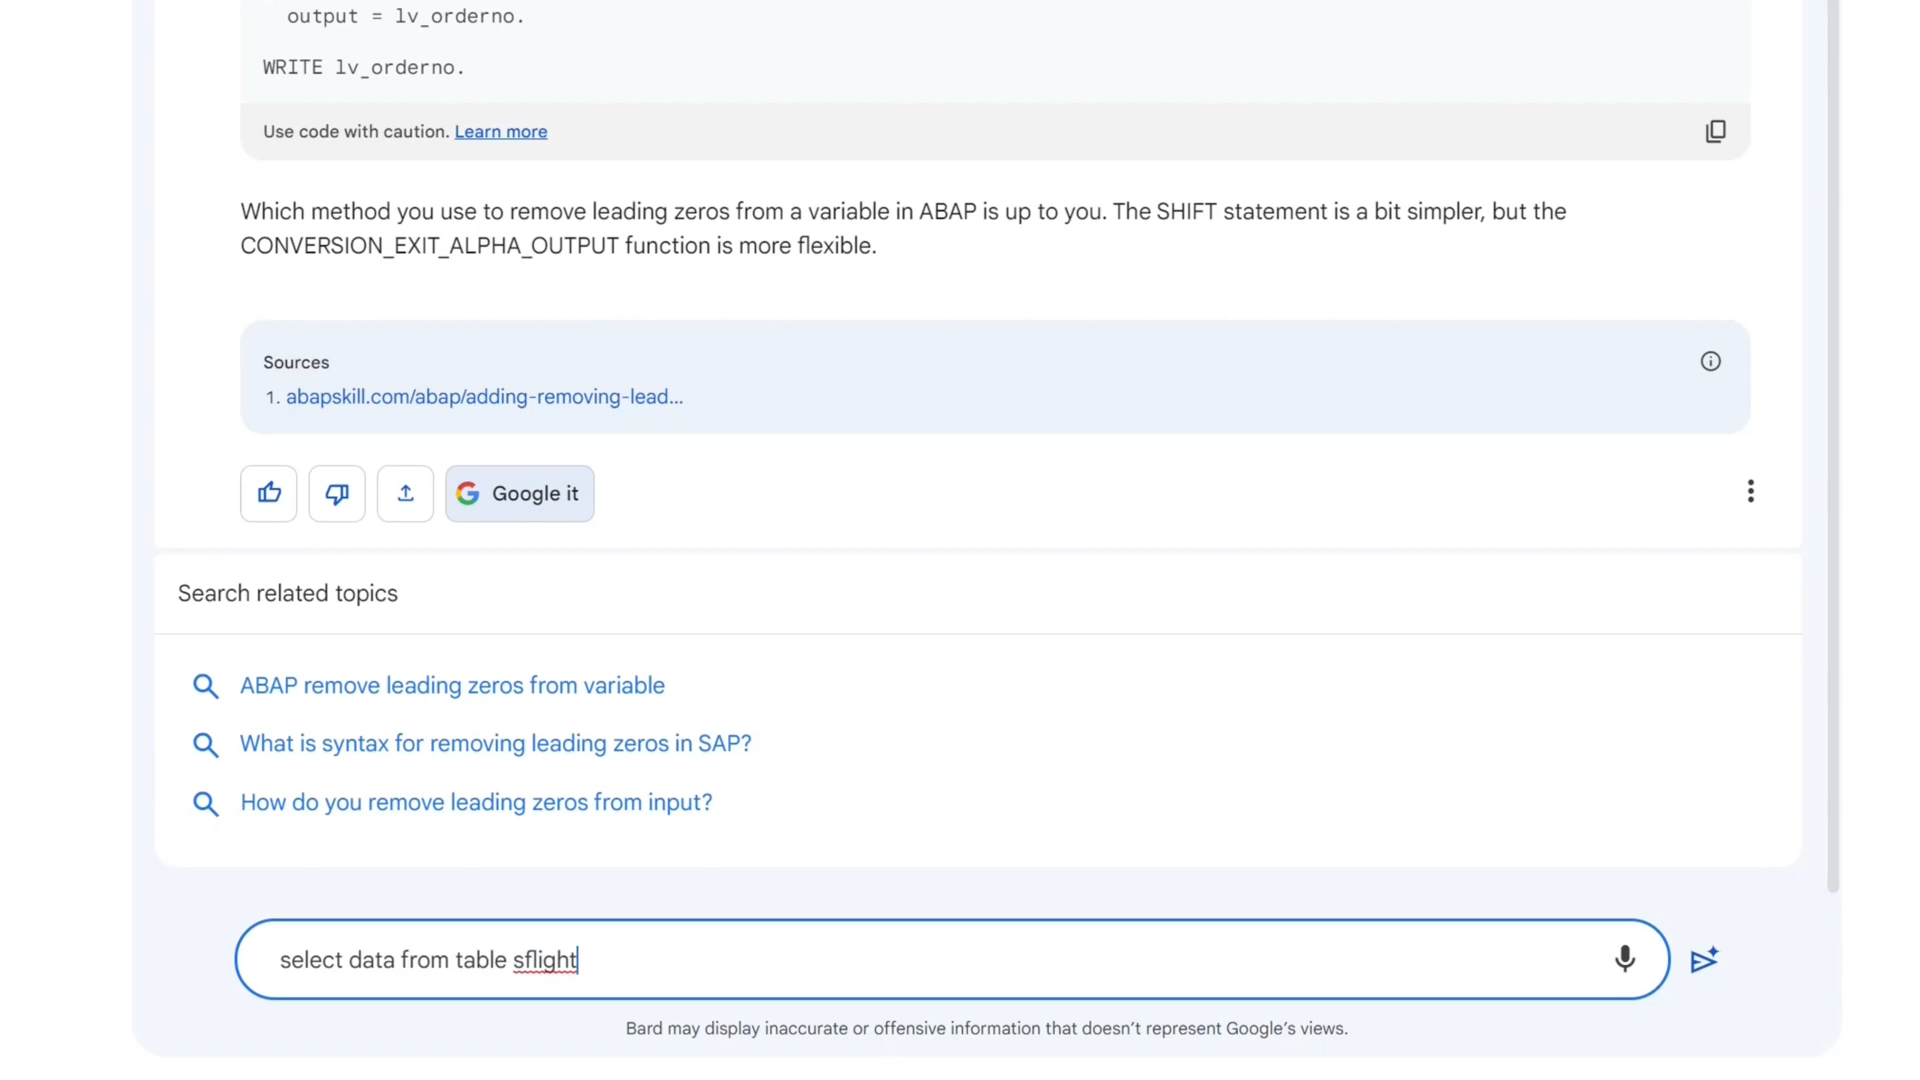 output = lv_orderno.
WRITE lv_orderno.
Use code with caution. Learn more
Which method you use to remove leading zeros from a variable in ABAP is up to you. The SHIFT statement is a bit simpler, but the
CONVERSION_EXIT_ALPHA_OUTPUT function is more flexible.
Sources
1. abapskill.com/abap/adding-removing-lead...
Google it
Search related topics
ABAP remove leading zeros from variable
What is syntax for removing leading zeros in SAP?
How do you remove leading zeros from input?
select data from table sflight
Bard may display inaccurate or offensive information that doesn't represent Google's views.